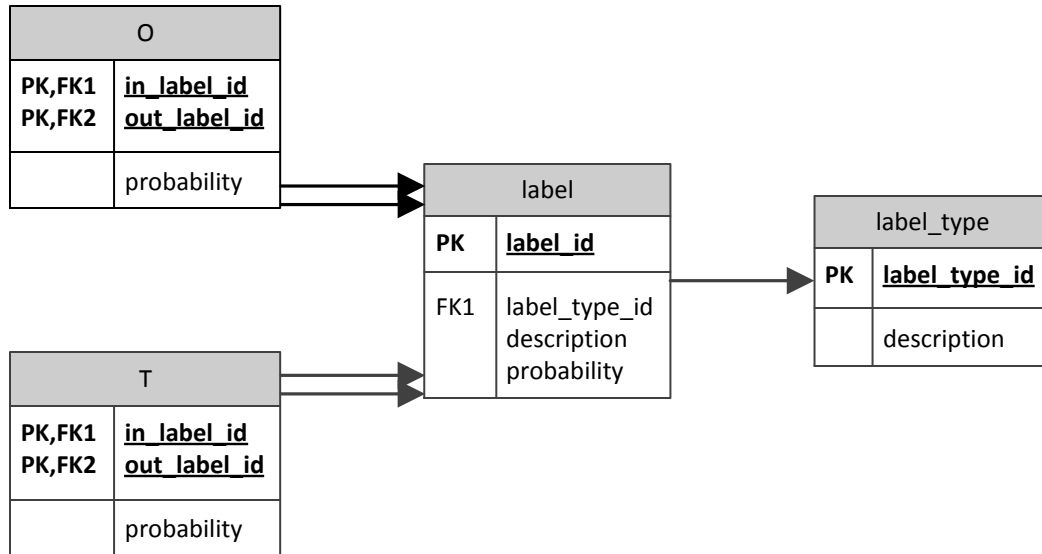 O
PK,FK1 in_label_id
PK,FK2 out_label_id
probability
label
PK label_id
FK1 label_type_id
description
probability
label_type
PK label_type_id
description
T
PK,FK1 in_label_id
PK,FK2 out_label_id
probability